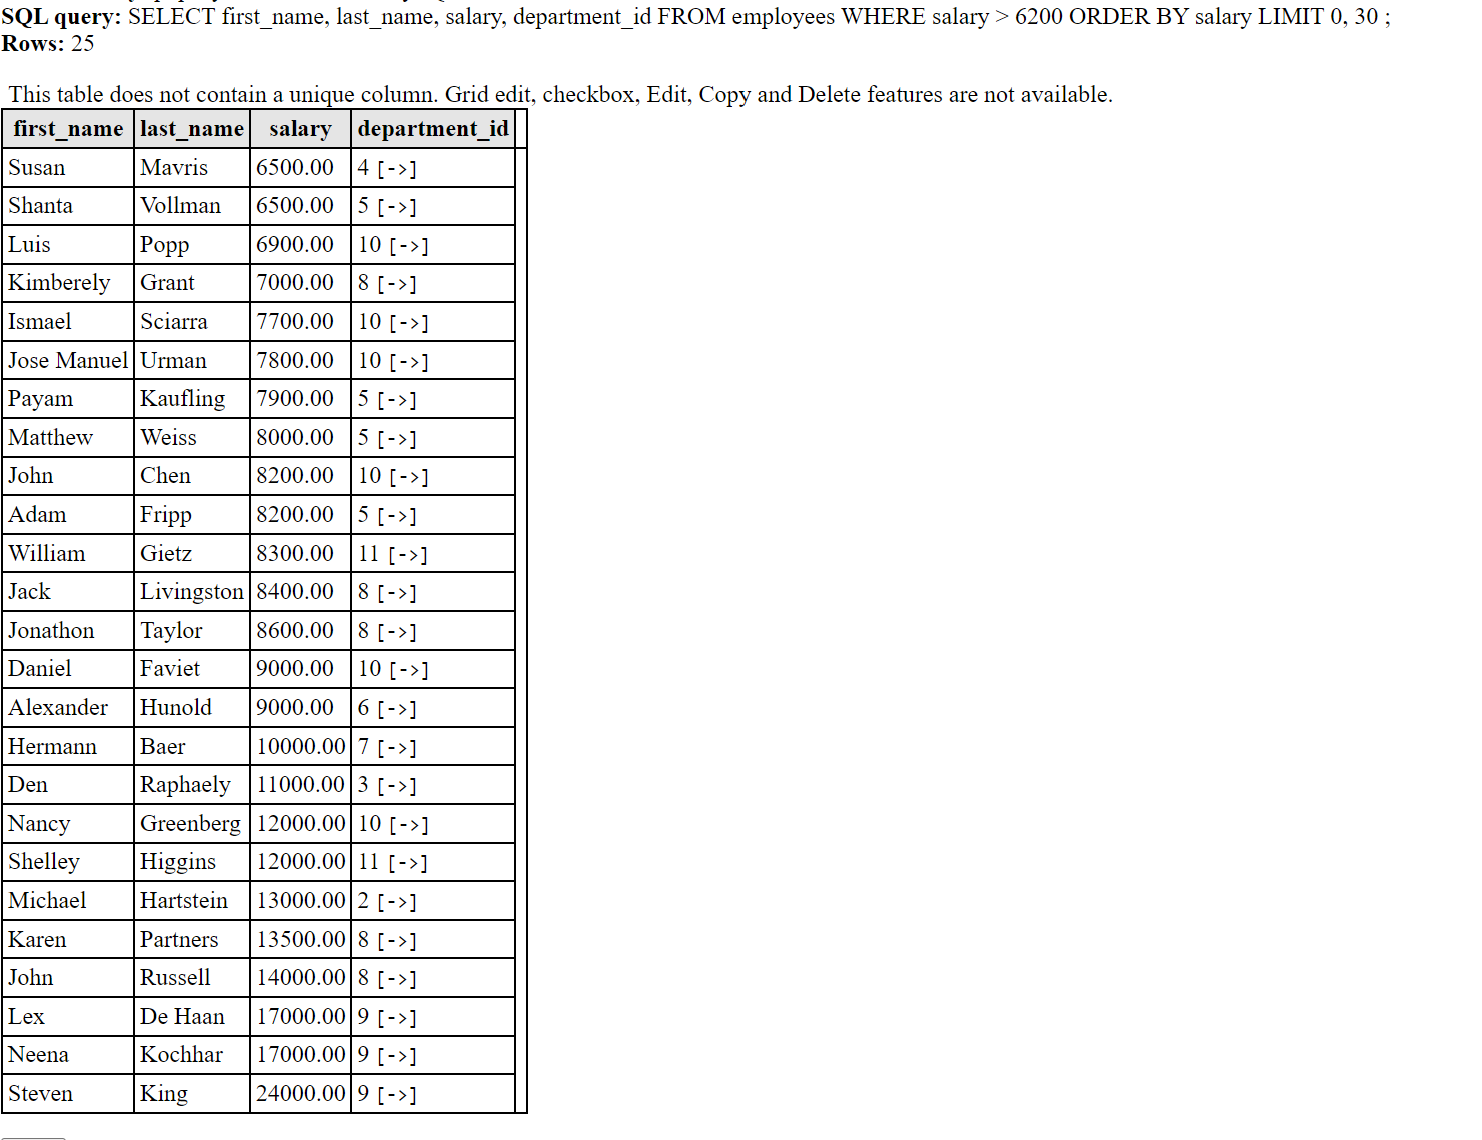 SQL query: SELECT first_name, last_name, salary, department_id FROM employees WHERE salary > 6200 ORDER BY salary LIMIT 0, 30 ;
Rows: 25
This table does not contain a unique column. Grid edit, checkbox, Edit, Copy and Delete features are not available.
first_name last_name salary department_id
Susan Mavris 6500.00 4 [->]
Shanta Vollman 6500.00 5 [->]
Luis Popp 6900.00 10 [->]
Kimberely Grant 7000.00 8 [->]
Ismael Sciarra 7700.00 10 [->]
Jose Manuel Urman 7800.00 10 [->]
Payam Kaufling 7900.00 5 [->]
Matthew Weiss 8000.00 5 [->]
John Chen 8200.00 10 [->]
Adam Fripp 8200.00 5 [->]
William Gietz 8300.00 11 [->]
Jack Livingston 8400.00 8 [->]
Jonathon Taylor 8600.00 8 [->]
Daniel Faviet 9000.00 10 [->]
Alexander Hunold 9000.00 6 [->]
Hermann Baer 10000.00 7 [->]
Den Raphaely 11000.00 3 [->]
Nancy Greenberg 12000.00 10 [->]
Shelley Higgins 12000.00 11 [->]
Michael Hartstein 13000.00 2 [->]
Karen Partners 13500.00 8 [->]
John Russell 14000.00 8 [->]
Lex De Haan 17000.00 9 [->]
Neena Kochhar 17000.00 9 [->]
Steven King 24000.00 9 [->]